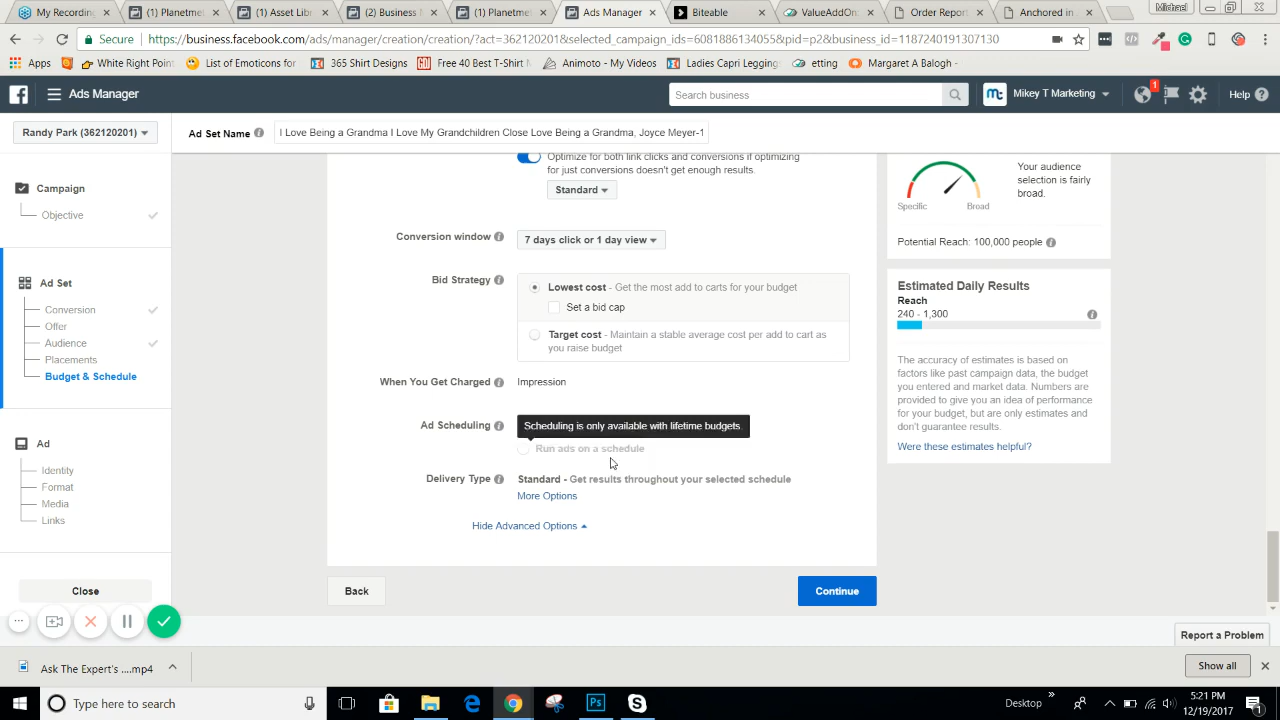 My Recording
(1) Planetme
(1) Asset Lib
(2) Business
(1) Planetme
Ads Manager
Biteable
ValueAddOr
Order Report
Anchored in
Michael
Secure
https://business.facebook.com/ads/manager/creation/creation/?act=362120201&selected_campaign_ids=6081886134055&pid=p2&business_id=1187240191307130
Apps
White Right Point
List of Emoticons for
365 Shirt Designs
Free 40 Best T-Shirt
Animoto - My Videos
Ladies Capri Legging
etting
Margaret A Balogh -
Ads Manager
Search business
Mikey T Marketing
1
Help
Randy Park (362120201)
Ad Set Name
I Love Being a Grandma I Love My Grandchildren Close Love Being a Grandma, Joyce Meyer-1
Campaign
Objective
Ad Set
Conversion
Offer
Audience
Placements
Budget & Schedule
Ad
Identity
Format
Media
Links
Close
Optimize for both link clicks and conversions if optimizing
for just conversions doesn't get enough results.
Standard
Conversion window
7 days click or 1 day view
Bid Strategy
Lowest cost - Get the most add to carts for your budget
Set a bid cap
Target cost - Maintain a stable average cost per add to cart as
you raise budget
When You Get Charged
Impression
Ad Scheduling
Scheduling is only available with lifetime budgets.
Run ads on a schedule
Delivery Type
Standard - Get results throughout your selected schedule
More Options
Hide Advanced Options
Back
Continue
Your audience
selection is fairly
broad.
Specific
Broad
Potential Reach: 100,000 people
Estimated Daily Results
Reach
240 - 1,300
The accuracy of estimates is based on
factors like past campaign data, the budget
you entered and market data. Numbers are
provided to give you an idea of performance
for your budget, but are only estimates and
don't guarantee results.
Were these estimates helpful?
Report a Problem
Ask The Expert's ....mp4
Show all
Type here to search
Ps
Desktop
5:21 PM
12/19/2017
1